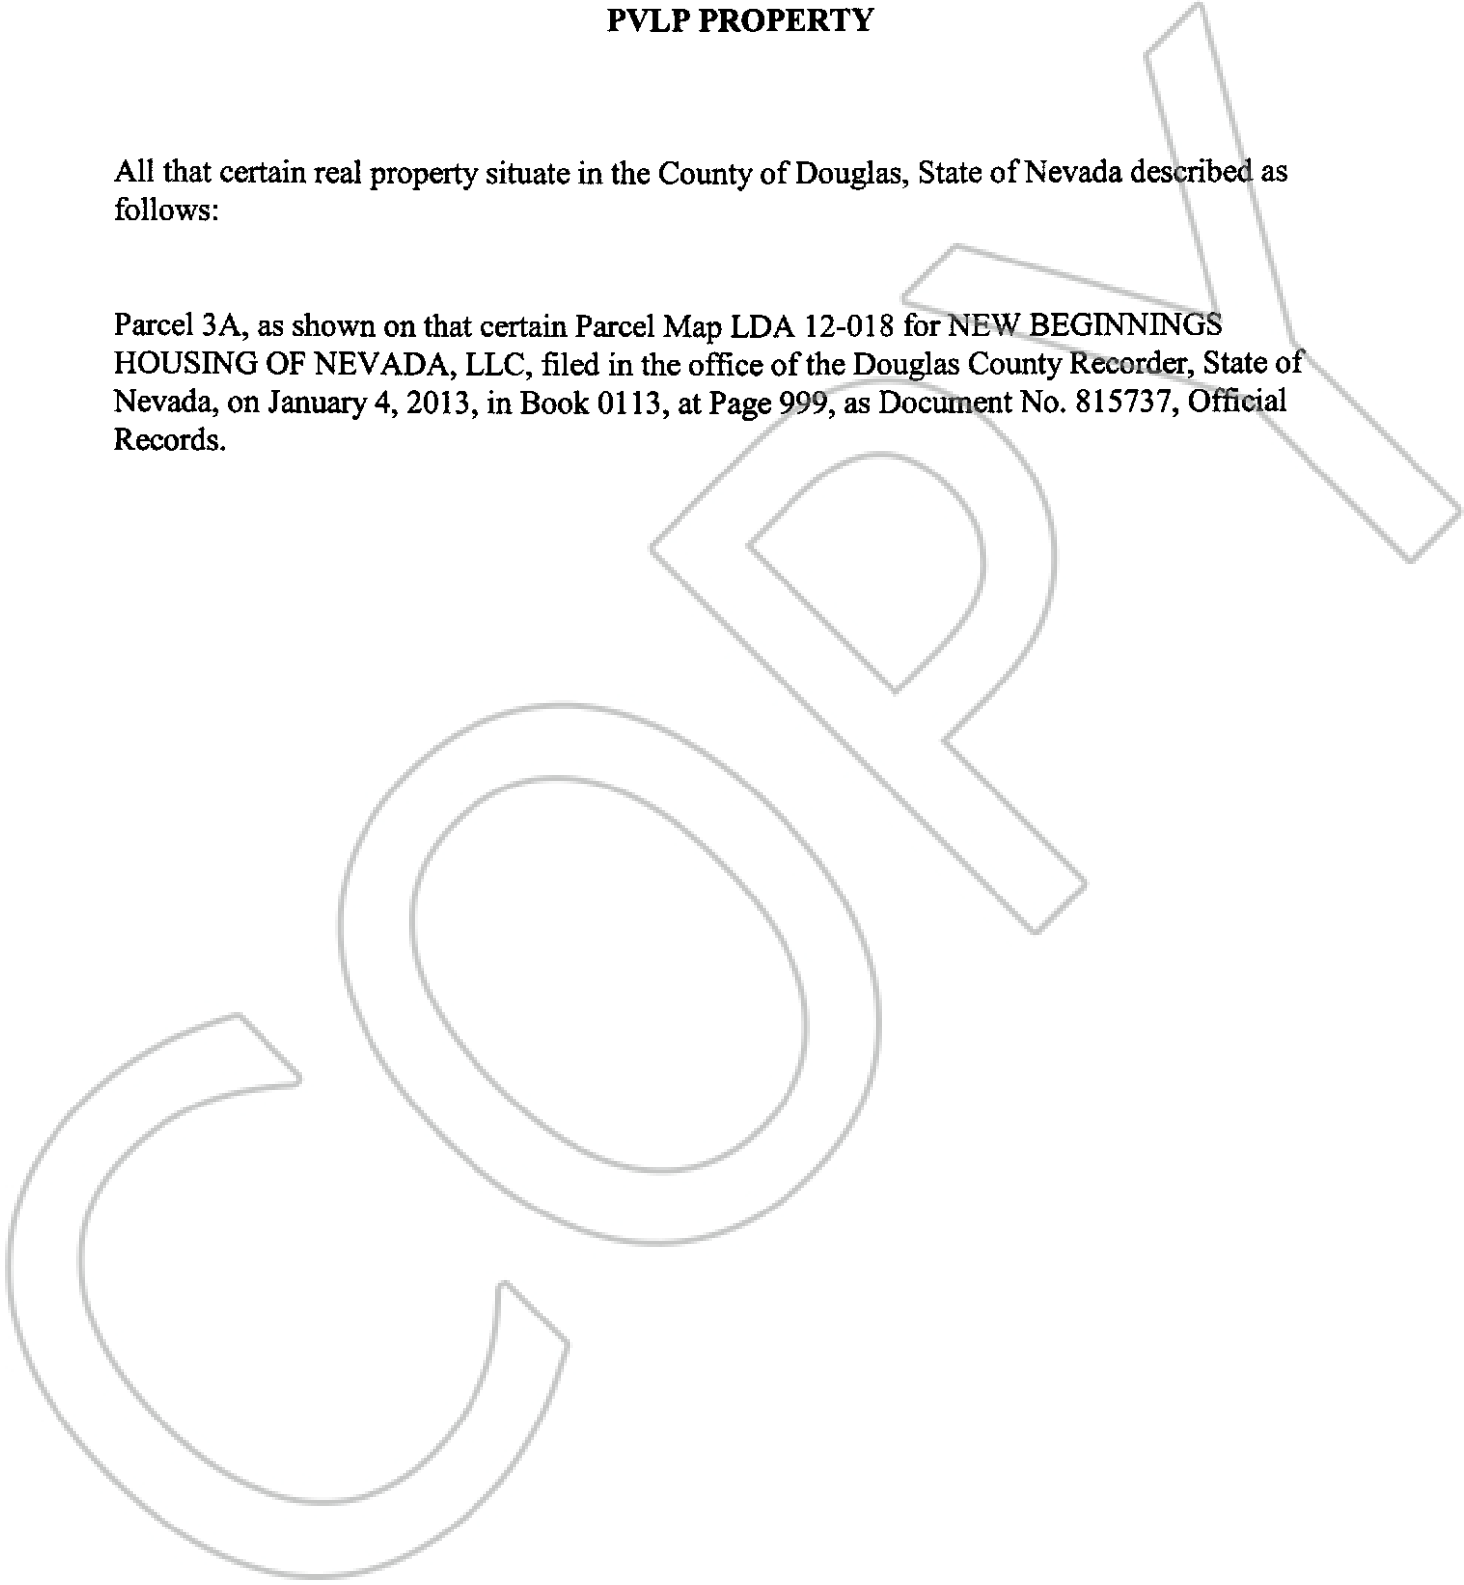 PVLP PROPERTY
All that certain real property situate in the County of Douglas, State of Nevada described as
follows:
Parcel 3A, as shown on that certain Parcel Map LDA 12-018 for NEW BEGINNINGS
HOUSING OF NEVADA, LLC, filed in the office of the Douglas County Recorder, State of
Nevada, on January 4, 2013, in Book 0113, at Page 999, as Document No. 815737, Official
Records.
COPY